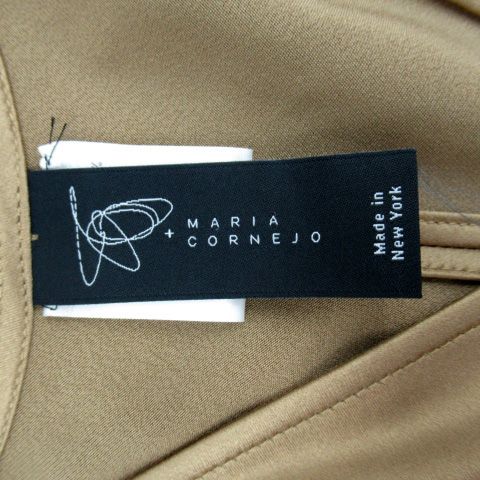 + MARIA
CORNEJO
Made in
New York